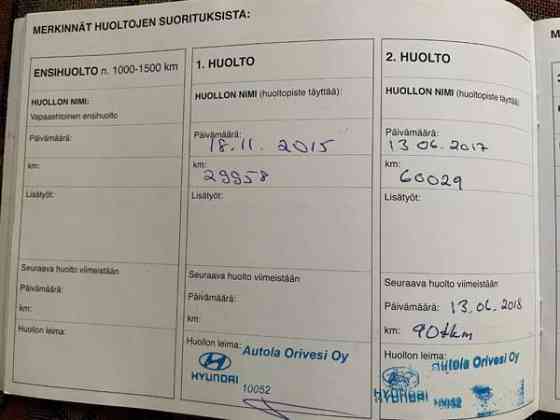 MERKINNÄT HUOLTOJEN SUORITUKSISTA:
ENSIHUOLTO n. 1000-1500 km
HUOLLON NIMI:
Vapaaehtoinen ensihuolto
Päivämäärä:
km:
Lisätyöt:
Seuraava huolto viimeistään
Päivämäärä:
km:
Huollon leima:
1. HUOLTO
HUOLLON NIMI (huoltopiste täyttää):
Päivämäärä:
18.11. 2015
km:
29958
Lisätyöt:
Seuraava huolto viimeistään
Päivämäärä:
km:
Huollon leima:
Autola Orivesi Oy
HYUNDAI
10052
2. HUOLTO
HUOLLON NIMI (huoltopiste täyttää):
Päivämäärä:
13 06.2017
km:
60029
Lisätyöt:
Seuraava huolto viimeistään
Päivämäärä: 13.06.2018
km: 90tkm
Huollon leima:
Autola Orivesi Oy
HYUNDAI
10052